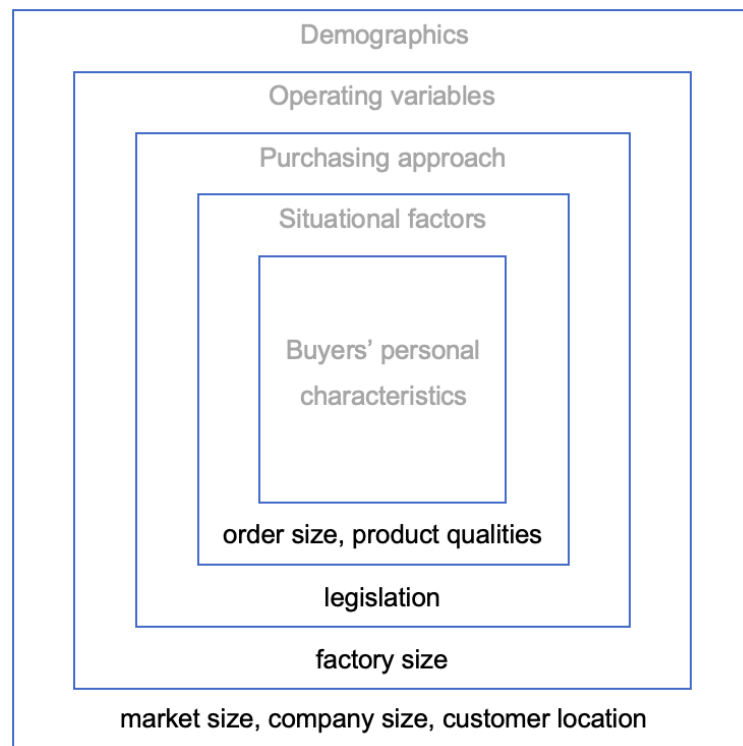 Demographics
Operating variables
Purchasing approach
Situational factors
Buyers’ personal
characteristics
order size, product qualities
legislation
factory size
market size, company size, customer location